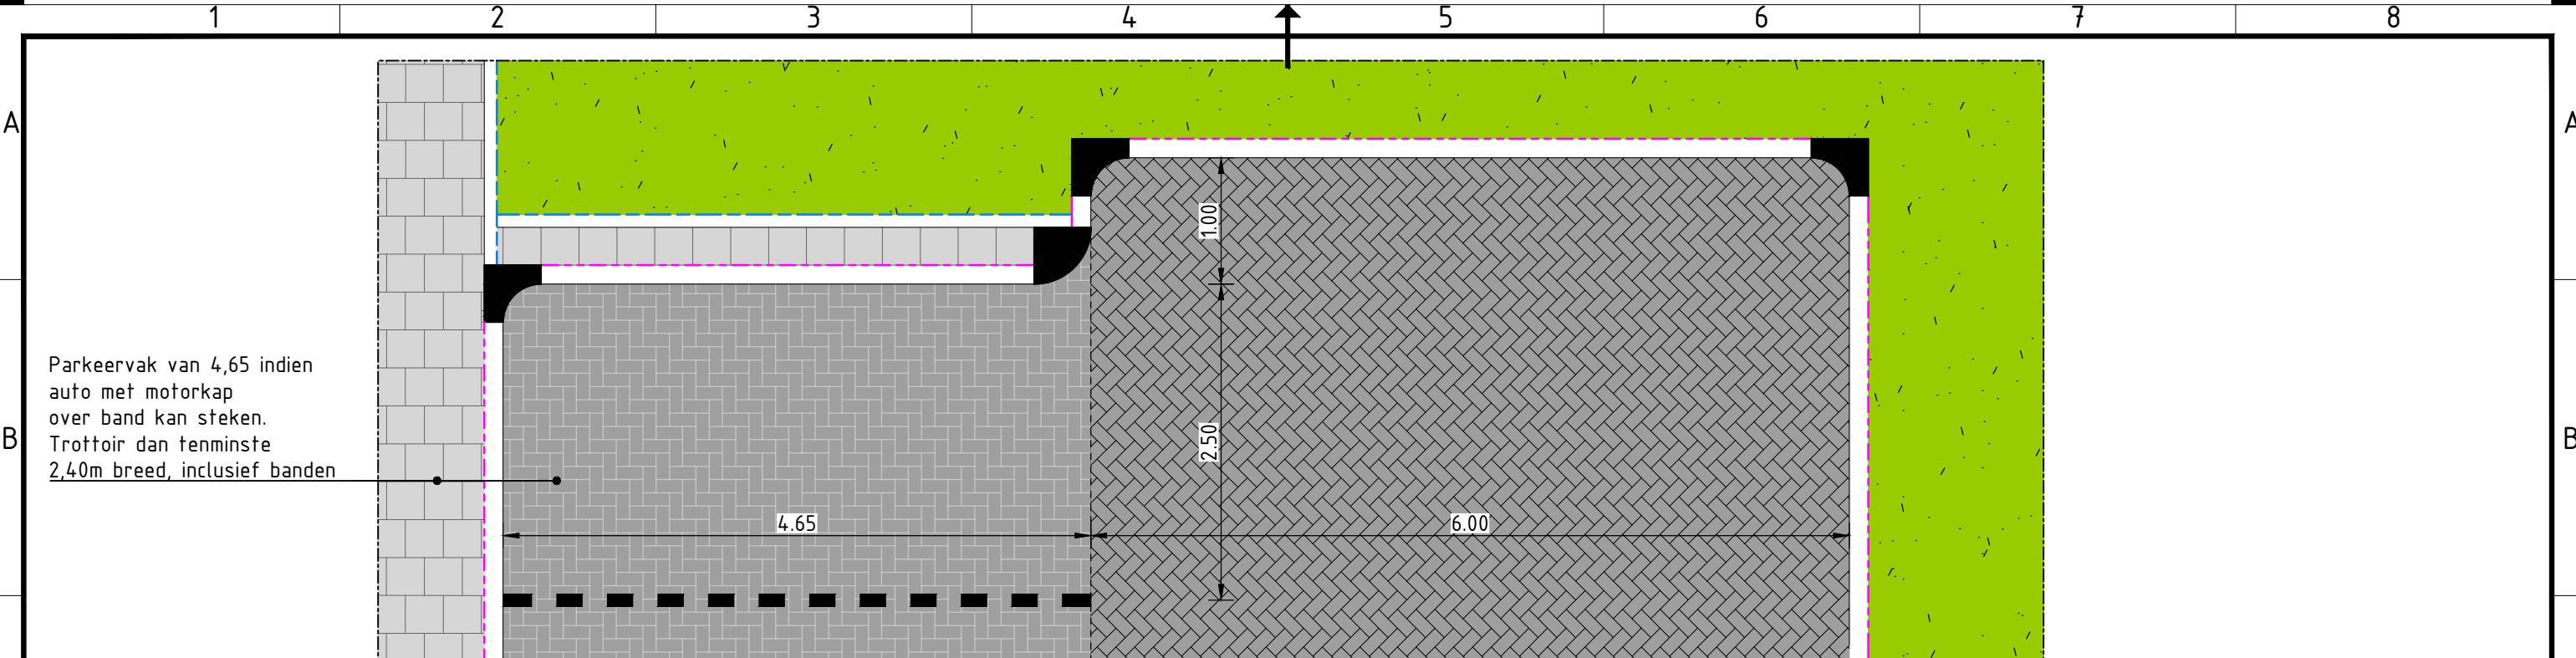 1 2 3 4 5 6 7 8
A A
1.00
Parkeervak van 4,65 indien
auto met motorkap
over band kan steken.
Trottoir dan tenminste
2,40m breed, inclusief banden
B B
2.50
4.65 6.00